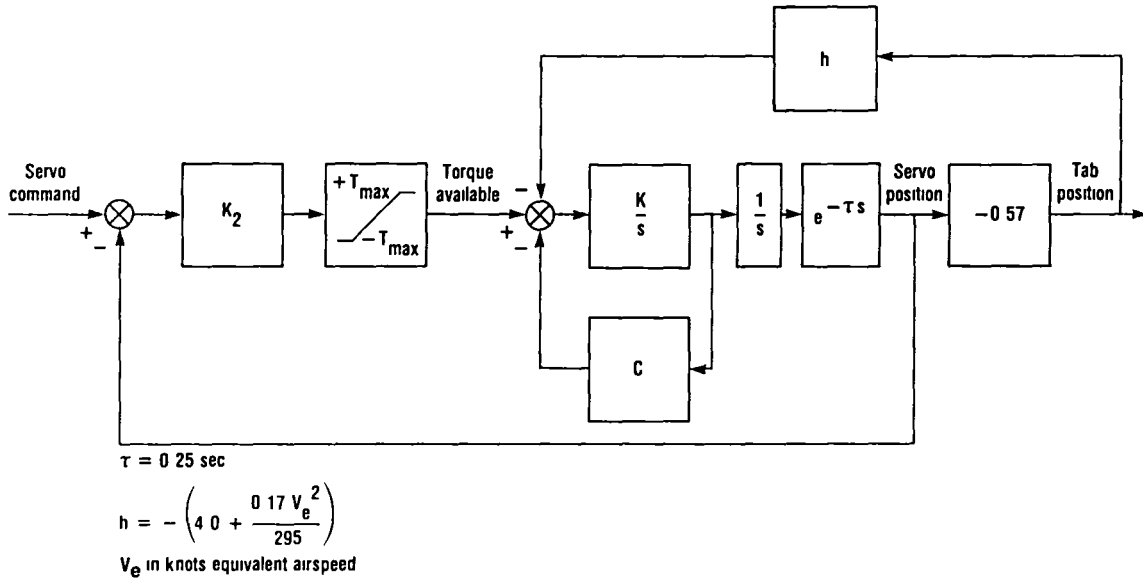 h
Servo
command
+
−
K2
+ Tmax
− Tmax
Torque
available
−
+
−
K
s
1
s
e−τs
Servo
position
−0 57
Tab
position
C
τ = 0 25 sec
h = − (4 0 + 0 17 Ve2 / 295)
Ve in knots equivalent airspeed